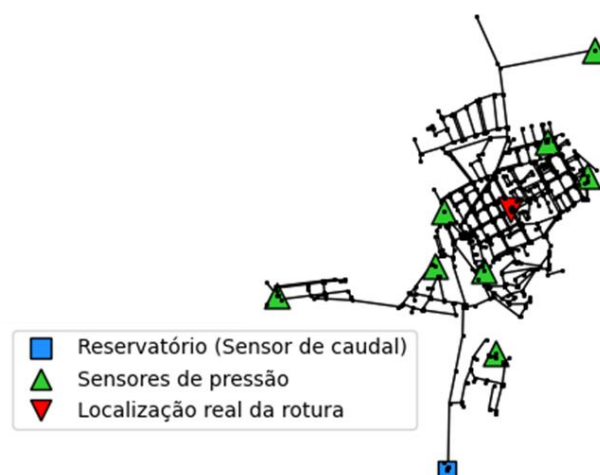 Reservatório (Sensor de caudal)
Sensores de pressão
Localização real da rotura